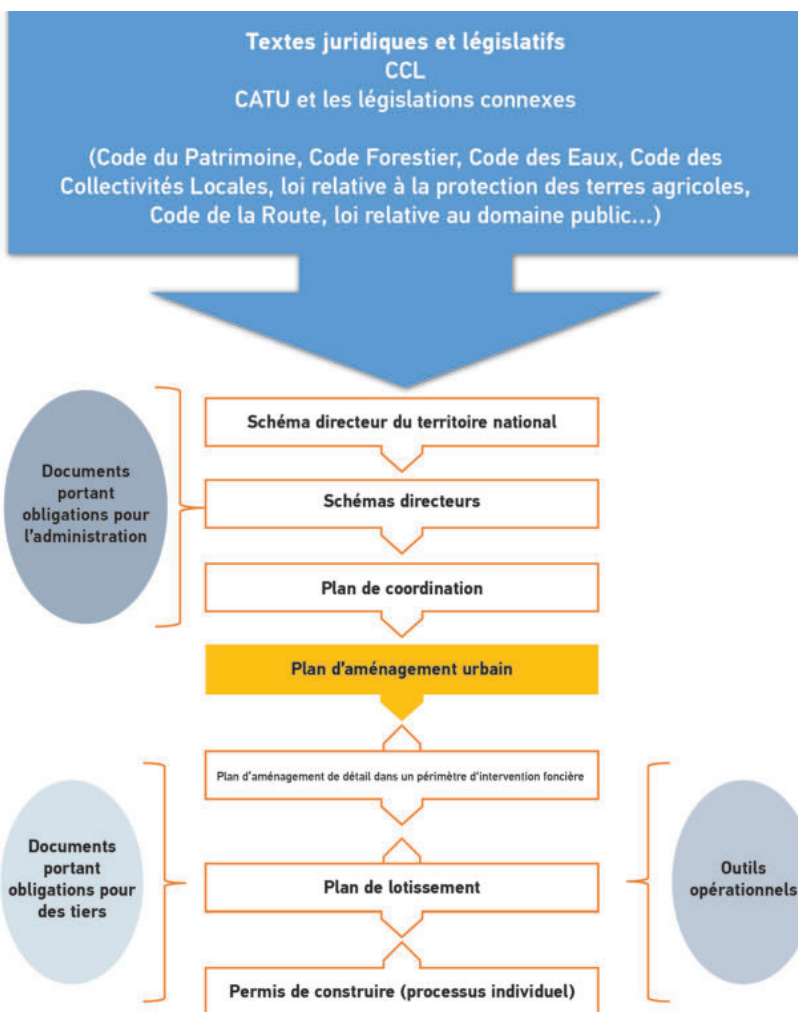 Textes juridiques et législatifs
CCL
CATU et les législations connexes
(Code du Patrimoine, Code Forestier, Code des Eaux, Code des
Collectivités Locales, loi relative à la protection des terres agricoles,
Code de la Route, loi relative au domaine public...)
Schéma directeur du territoire national
Documents
portant
obligations pour
l'administration
Schémas directeurs
Plan de coordination
Plan d'aménagement urbain
Plan d'aménagement de détail dans un périmètre d'intervention foncière
Documents
portant
obligations pour
des tiers
Plan de lotissement
Outils
opérationnels
Permis de construire (processus individuel)